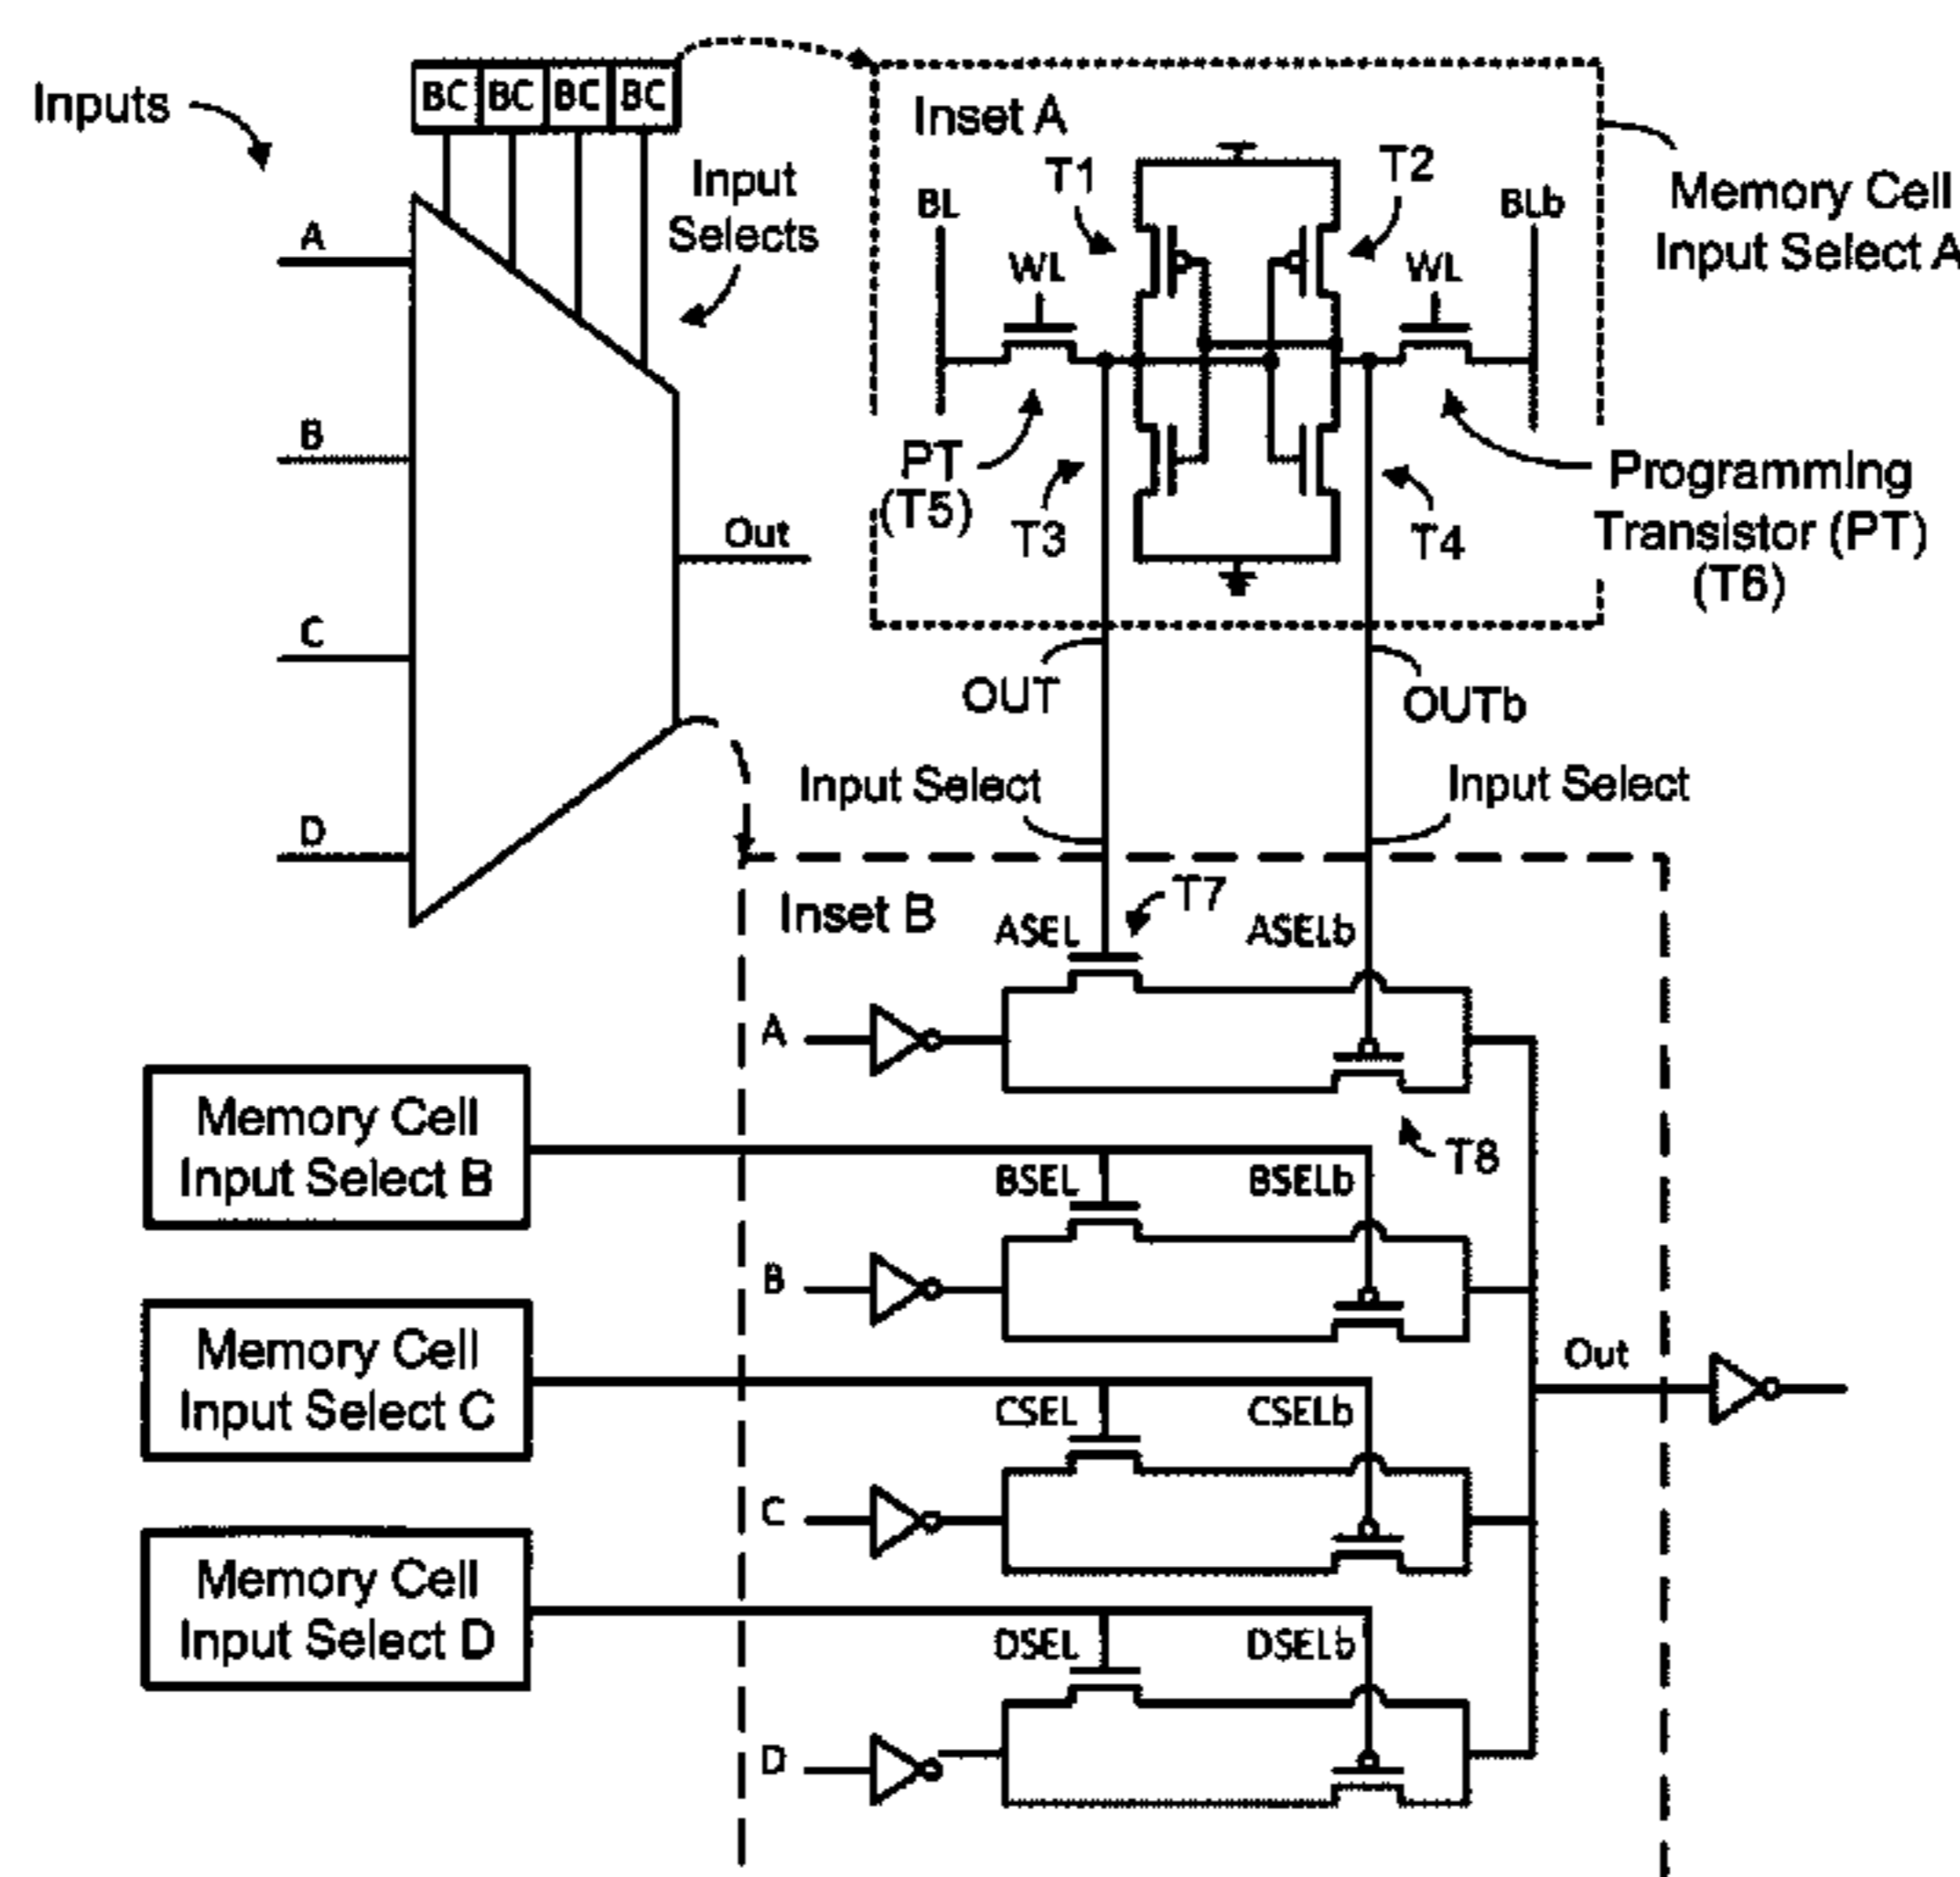 Inputs
BC BC BC BC
Input
Selects
A
B
C
D
Out
Inset A
T1
T2
BL
BLb
WL
WL
Memory Cell
Input Select A
PT
(T5)
T3
T4
Programming
Transistor (PT)
(T6)
OUT
OUTb
Input Select
Input Select
Inset B
T7
ASEL
ASELb
A
T8
Memory Cell
Input Select B
BSEL
BSELb
B
Memory Cell
Input Select C
CSEL
CSELb
C
Out
Memory Cell
Input Select D
DSEL
DSELb
D